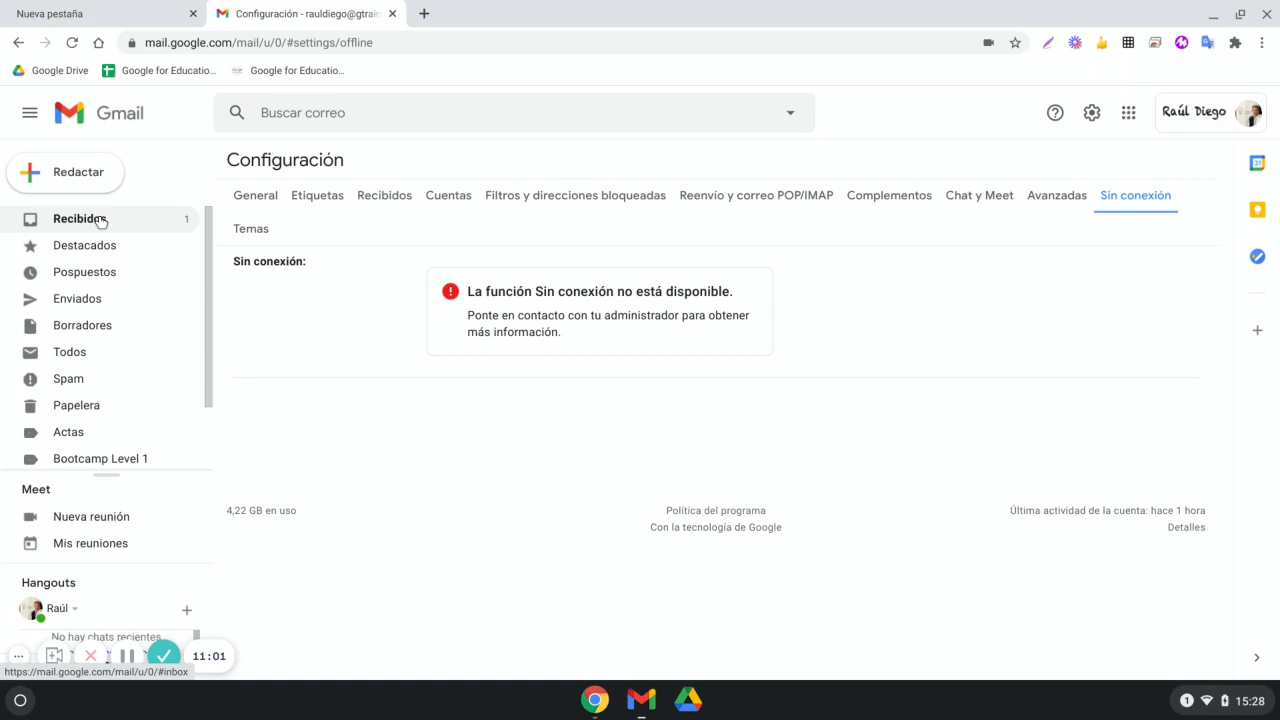 Nueva pestaña
Configuración - rauldiego@gtrain
mail.google.com/mail/u/0/#settings/offline
Google Drive
Google for Educatio...
Google for Educatio...
Gmail
Buscar correo
Raúl Diego
Redactar
Recibidos 1
Destacados
Pospuestos
Enviados
Borradores
Todos
Spam
Papelera
Actas
Bootcamp Level 1
Meet
Nueva reunión
Mis reuniones
Hangouts
Raúl
No hay chats recientes
11:01
https://mail.google.com/mail/u/0/#inbox
Configuración
General Etiquetas Recibidos Cuentas Filtros y direcciones bloqueadas Reenvío y correo POP/IMAP Complementos Chat y Meet Avanzadas Sin conexión
Temas
Sin conexión:
La función Sin conexión no está disponible.
Ponte en contacto con tu administrador para obtener
más información.
4,22 GB en uso
Política del programa
Con la tecnología de Google
Última actividad de la cuenta: hace 1 hora
Detalles
31
1
15:28